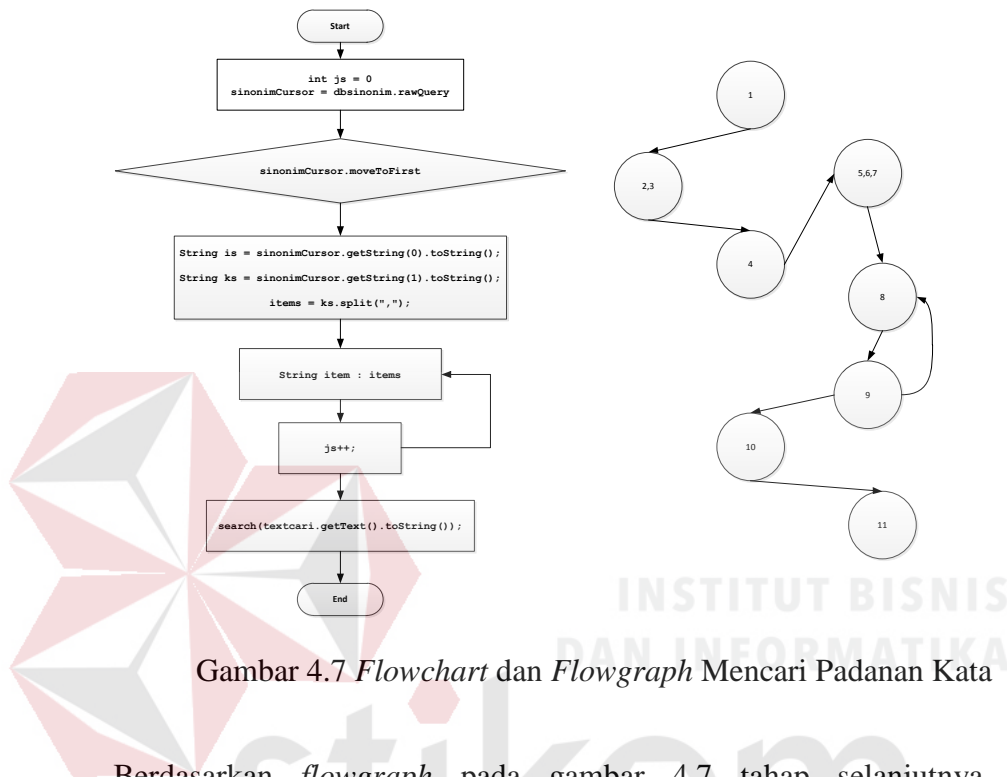 Start
int js = 0
sinonimCursor = dbsinonim.rawQuery
sinonimCursor.moveToFirst
String is = sinonimCursor.getString(0).toString();
String ks = sinonimCursor.getString(1).toString();
items = ks.split(",");
String item : items
js++;
search(textcari.getText().toString());
End
1
2,3
4
5,6,7
8
9
10
11
INSTITUT BISNIS
DAN INFORMATIKA
Gambar 4.7 Flowchart dan Flowgraph Mencari Padanan Kata
stikom
Berdasarkan flowgraph pada gambar 4.7 tahap selanjutnya